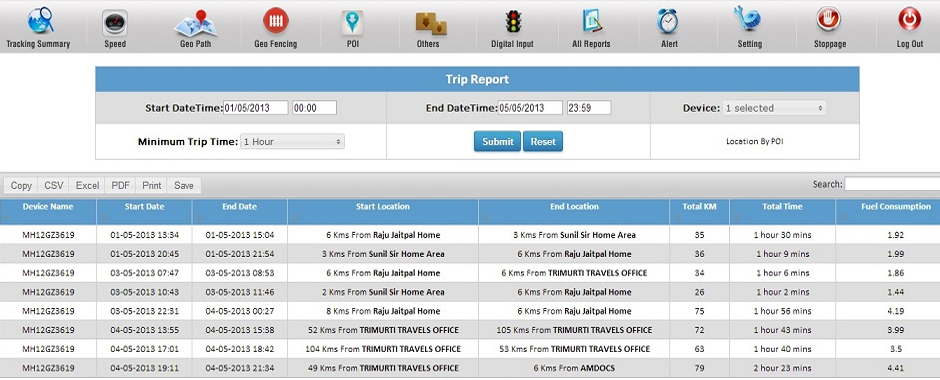 Tracking Summary Speed Geo Path Geo Fencing POI Others Digital Input All Reports Alert Setting Stoppage Log Out
Trip Report
Start DateTime: 01/05/2013 00:00 End DateTime: 05/05/2013 23:59 Device: 1 selected
Minimum Trip Time: 1 Hour Submit Reset Location By POI
Copy CSV Excel PDF Print Save Search:
Device Name Start Date End Date Start Location End Location Total KM Total Time Fuel Consumption
MH12GZ3619 01-05-2013 13:34 01-05-2013 15:04 6 Kms From Raju Jaitpal Home 3 Kms From Sunil Sir Home Area 35 1 hour 30 mins 1.92
MH12GZ3619 01-05-2013 20:45 01-05-2013 21:54 3 Kms From Sunil Sir Home Area 6 Kms From Raju Jaitpal Home 36 1 hour 9 mins 1.99
MH12GZ3619 03-05-2013 07:47 03-05-2013 08:53 6 Kms From Raju Jaitpal Home 6 Kms From TRIMURTI TRAVELS OFFICE 34 1 hour 6 mins 1.86
MH12GZ3619 03-05-2013 10:43 03-05-2013 11:46 2 Kms From Sunil Sir Home Area 6 Kms From Raju Jaitpal Home 26 1 hour 2 mins 1.44
MH12GZ3619 03-05-2013 22:31 04-05-2013 00:27 8 Kms From Raju Jaitpal Home 6 Kms From Raju Jaitpal Home 75 1 hour 56 mins 4.19
MH12GZ3619 04-05-2013 13:55 04-05-2013 15:38 52 Kms From TRIMURTI TRAVELS OFFICE 105 Kms From TRIMURTI TRAVELS OFFICE 72 1 hour 43 mins 3.99
MH12GZ3619 04-05-2013 17:01 04-05-2013 18:42 104 Kms From TRIMURTI TRAVELS OFFICE 53 Kms From TRIMURTI TRAVELS OFFICE 63 1 hour 40 mins 3.5
MH12GZ3619 04-05-2013 19:11 04-05-2013 21:34 49 Kms From TRIMURTI TRAVELS OFFICE 6 Kms From AMDOCS 79 2 hour 23 mins 4.41